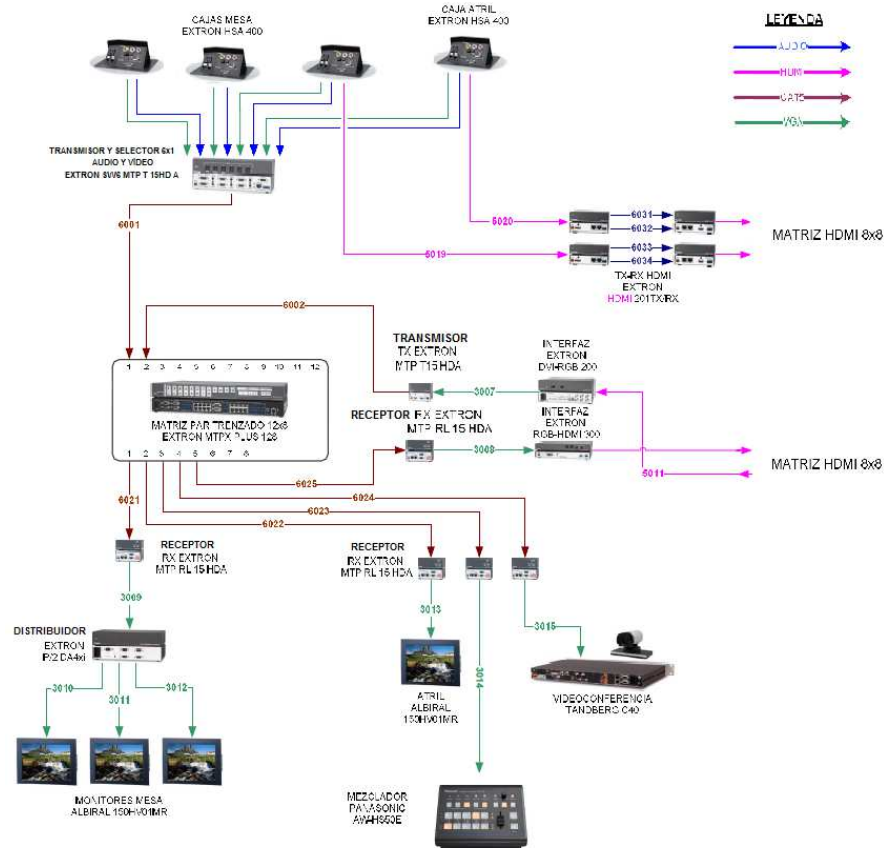 CAJAS MESA
EXTRON HSA 400
CAJA ATRIL
EXTRON HSA 400
LEYENDA
AUDIO
HDMI
CAT5
VGA
TRANSMISOR Y SELECTOR 6x1
AUDIO Y VÍDEO
EXTRON SW6 MTP T 15HD A
6001
5020
6031
6032
MATRIZ HDMI 8x8
5019
6033
6034
TX-RX HDMI
EXTRON
HDMI 201TX/RX
6002
TRANSMISOR
TX EXTRON
MTP T15 HDA
INTERFAZ
EXTRON
DVI-RGB 200
3007
1 2 3 4 5 6 7 8 9 10 11 12
MATRIZ PAR TRENZADO 12x8
EXTRON MTPX PLUS 128
1 2 3 4 5 6 7 8
RECEPTOR RX EXTRON
MTP RL 15 HDA
INTERFAZ
EXTRON
RGB-HDMI 300
3008
5011
MATRIZ HDMI 8x8
6025
6024
6023
6022
6021
RECEPTOR
RX EXTRON
MTP RL 15 HDA
RECEPTOR
RX EXTRON
MTP RL 15 HDA
3009
3013
3014
3015
DISTRIBUIDOR
EXTRON
P/2 DA4xi
3010
3011
3012
ATRIL
ALBIRAL
150HV01MR
VIDEOCONFERENCIA
TANDBERG C40
MONITORES MESA
ALBIRAL 150HV01MR
MEZCLADOR
PANASONIC
AW-HS50E